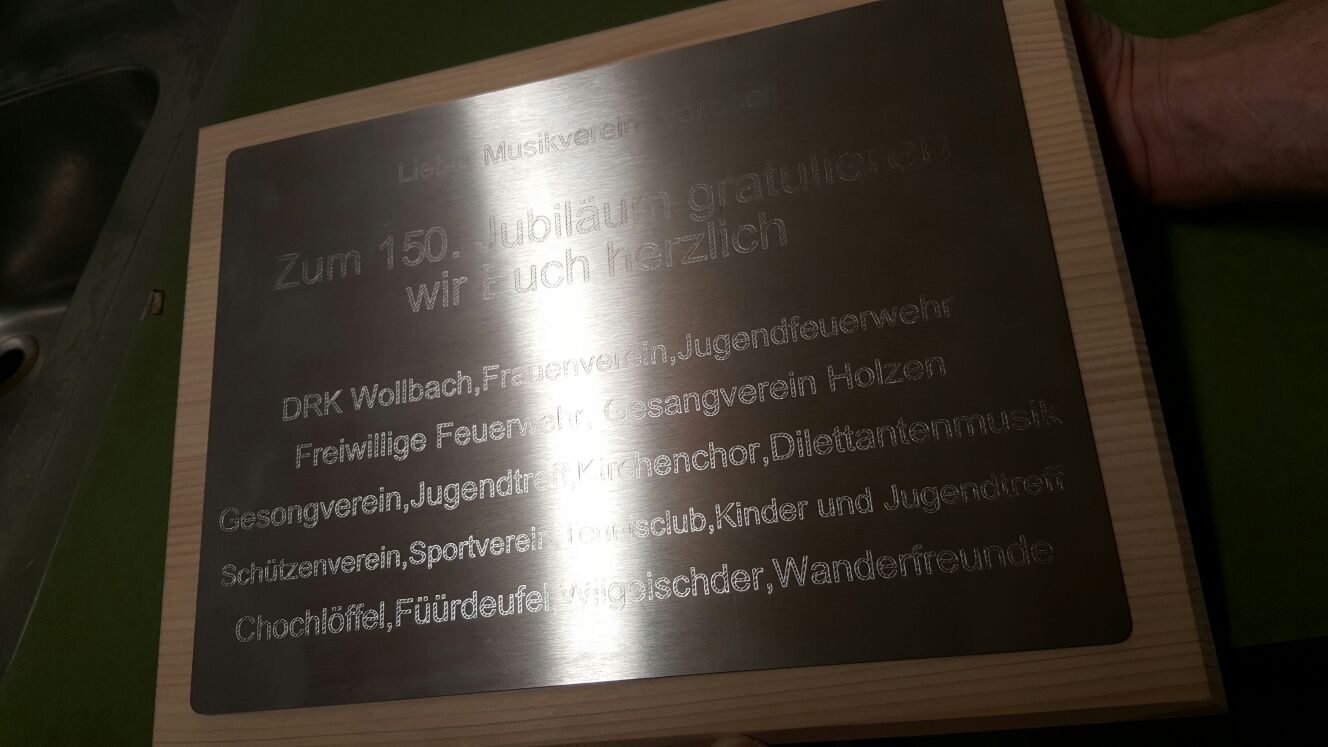 Lieber Musikverein Wollbach
Zum 150. Jubiläum gratulieren
wir Euch herzlich
DRK Wollbach,Frauenverein,Jugendfeuerwehr
Freiwillige Feuerwehr, Gesangverein Holzen
Gesongverein,Jugendtreff,Kirchenchor,Dilettantenmusik
Schützenverein,Sportverein,Tennisclub,Kinder und Jugendtreff
Chochlöffel,Füürdeufel,Wiigeischder,Wanderfreunde